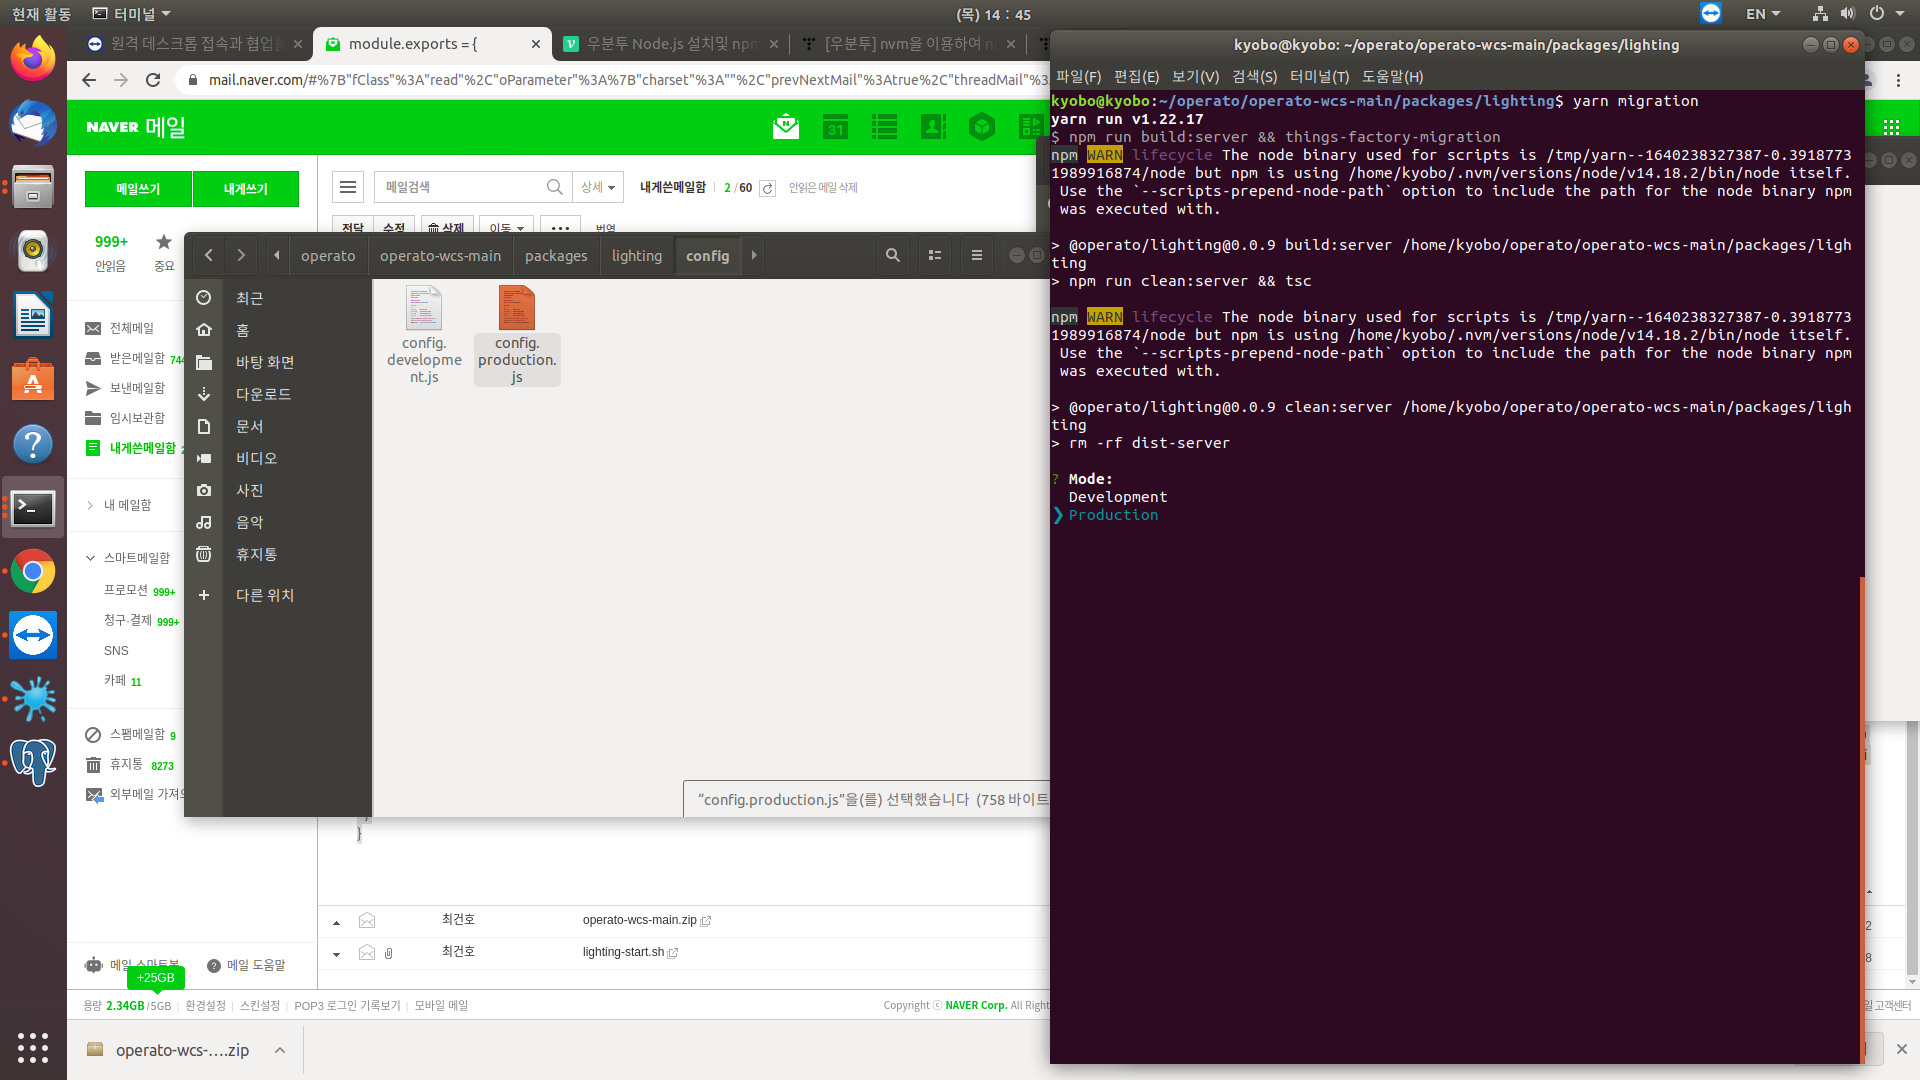 현재 활동
터미널
(목) 14 : 45
EN
원격 데스크톱 접속과 협업을
module.exports = {
우분투 Node.js 설치및 npm
[우분투] nvm을 이용하여 n
mail.naver.com/#%7B"fClass"%3A"read"%2C"oParameter"%3A%7B"charset"%3A""%2C"prevNextMail"%3Atrue%2C"threadMail"%3
NAVER 메일
31
메일쓰기
내게쓰기
메일검색
상세
내게쓴메일함
2 / 60
안읽은 메일 삭제
전달
수정
삭제
이동
번역
999+
안읽음
중요
전체메일
받은메일함 744
보낸메일함
임시보관함
내게쓴메일함 2
내 메일함
스마트메일함
프로모션 999+
청구·결제 999+
SNS
카페 11
스팸메일함 9
휴지통 8273
외부메일 가져오
메일 스마트봇
메일 도움말
+25GB
용량 2.34GB/5GB
환경설정
스킨설정
POP3 로그인 기록보기
모바일 메일
Copyright ⓒ NAVER Corp. All Right
일 고객센터
operato
operato-wcs-main
packages
lighting
config
최근
홈
바탕 화면
다운로드
문서
비디오
사진
음악
휴지통
다른 위치
config.
developme
nt.js
config.
production.
js
“config.production.js”을(를) 선택했습니다 (758 바이트
}
최건호
operato-wcs-main.zip
2
최건호
lighting-start.sh
8
operato-wcs-....zip
kyobo@kyobo: ~/operato/operato-wcs-main/packages/lighting
파일(F) 편집(E) 보기(V) 검색(S) 터미널(T) 도움말(H)
kyobo@kyobo:~/operato/operato-wcs-main/packages/lighting$ yarn migration
yarn run v1.22.17
$ npm run build:server && things-factory-migration
npm WARN lifecycle The node binary used for scripts is /tmp/yarn--1640238327387-0.3918773
1989916874/node but npm is using /home/kyobo/.nvm/versions/node/v14.18.2/bin/node itself.
Use the `--scripts-prepend-node-path` option to include the path for the node binary npm
was executed with.
> @operato/lighting@0.0.9 build:server /home/kyobo/operato/operato-wcs-main/packages/ligh
ting
> npm run clean:server && tsc
npm WARN lifecycle The node binary used for scripts is /tmp/yarn--1640238327387-0.3918773
1989916874/node but npm is using /home/kyobo/.nvm/versions/node/v14.18.2/bin/node itself.
Use the `--scripts-prepend-node-path` option to include the path for the node binary npm
was executed with.
> @operato/lighting@0.0.9 clean:server /home/kyobo/operato/operato-wcs-main/packages/ligh
ting
> rm -rf dist-server
? Mode:
Development
❯ Production